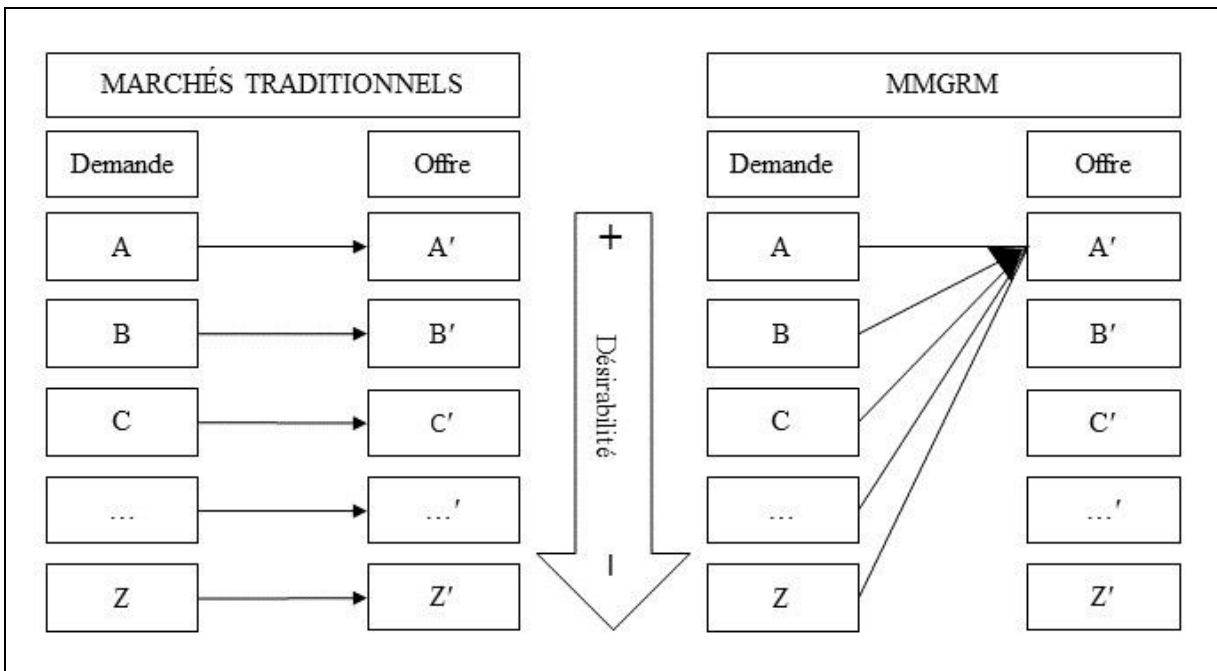 MARCHÉS TRADITIONNELS
Demande
Offre
A
A′
B
B′
C
C′
…
…′
Z
Z′
+
Désirabilité
–
MMGRM
Demande
Offre
A
A′
B
B′
C
C′
…
…′
Z
Z′